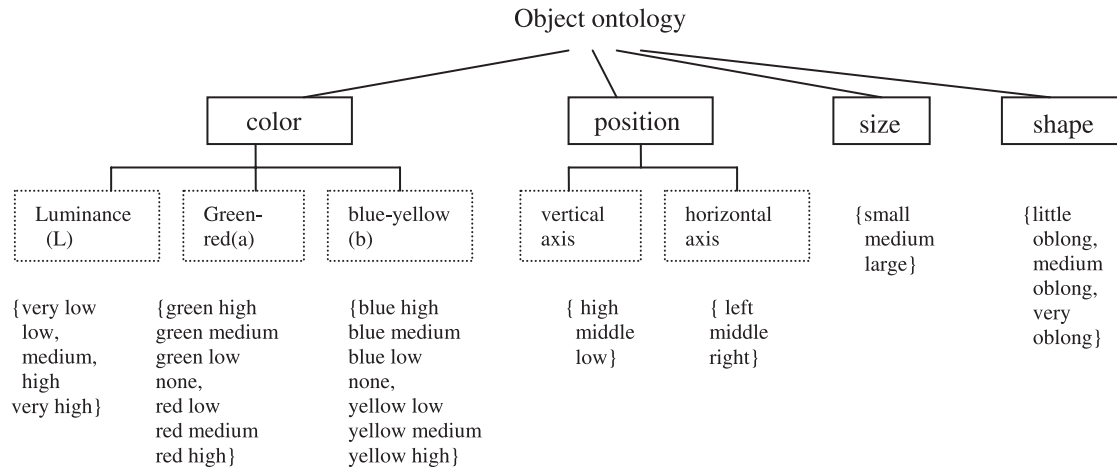 Object ontology
color
position
size
shape
Luminance
(L)
Green-
red(a)
blue-yellow
(b)
vertical
axis
horizontal
axis
{small
medium
large}
{little
oblong,
medium
oblong,
very
oblong}
{very low
low,
medium,
high
very high}
{green high
green medium
green low
none,
red low
red medium
red high}
{blue high
blue medium
blue low
none,
yellow low
yellow medium
yellow high}
{ high
middle
low}
{ left
middle
right}